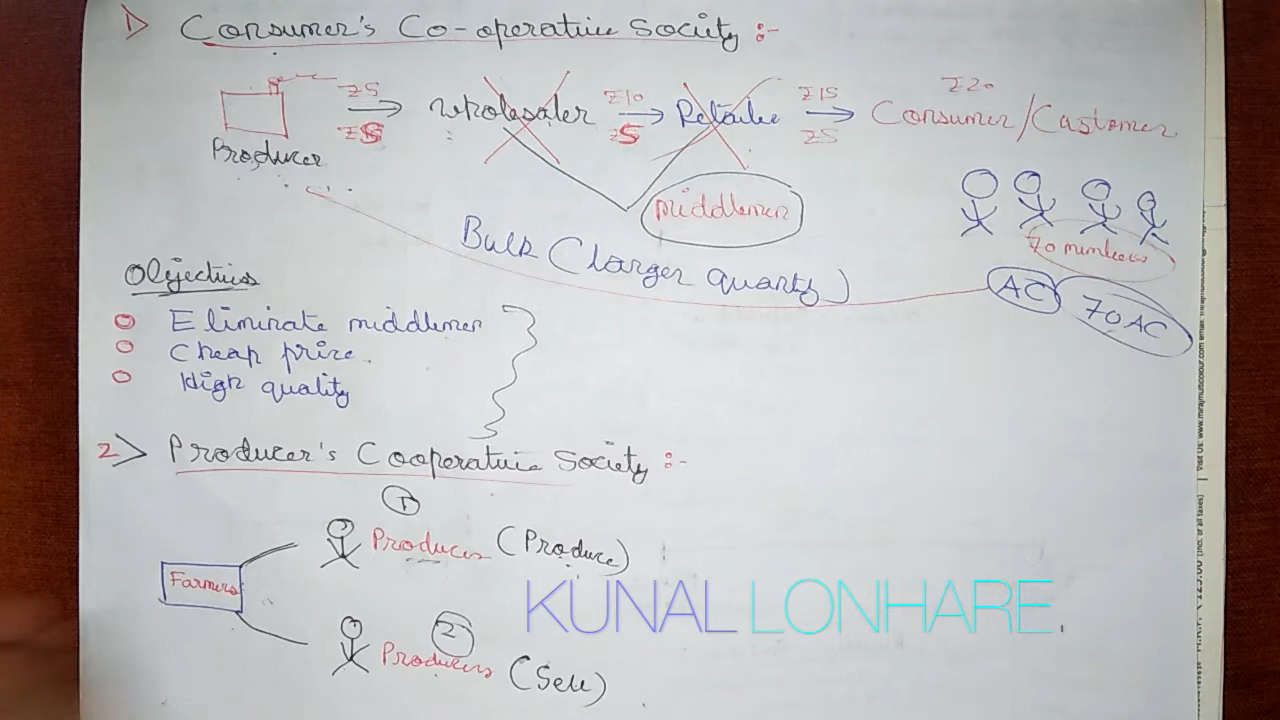 1) Consumer's Co-operative Society :-
₹5 ₹10 ₹15 ₹20
Producer → Wholesaler → Retailer → Consumer/Customer
₹5 ₹5 ₹5
middlemen
70 members
Bulk (larger quantity)
AC 70 AC
Objectives
Eliminate middlemen
Cheap price.
High quality
2> Producer's Cooperative Society :-
1
Producers (Produce)
Farmers
2
Producers (Sell)
KUNAL LONHARE.